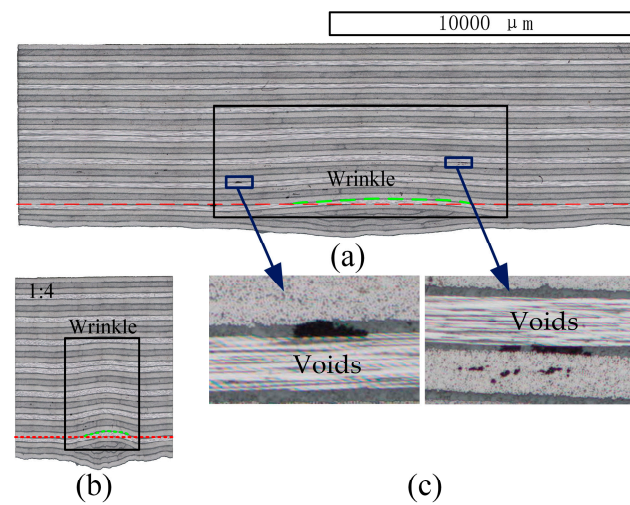 10000 μm
Wrinkle
(a)
1:4
Wrinkle
Voids
Voids
(b)
(c)